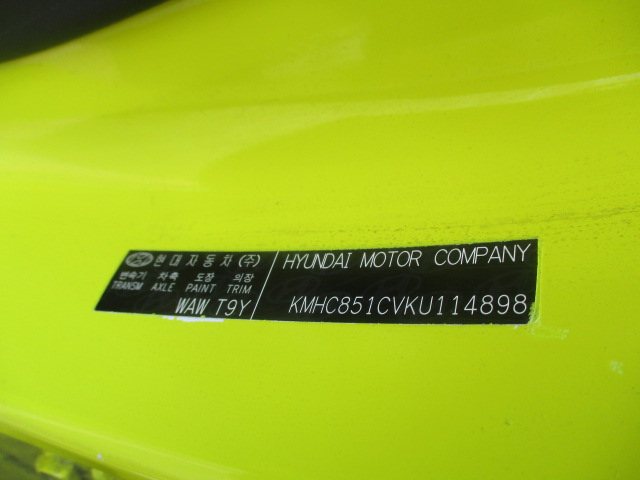 현대자동차(주)
변속기 차축 도장 의장
TRANSM AXLE PAINT TRIM
WAW T9Y
HYUNDAI MOTOR COMPANY
KMHC851CVKU114898